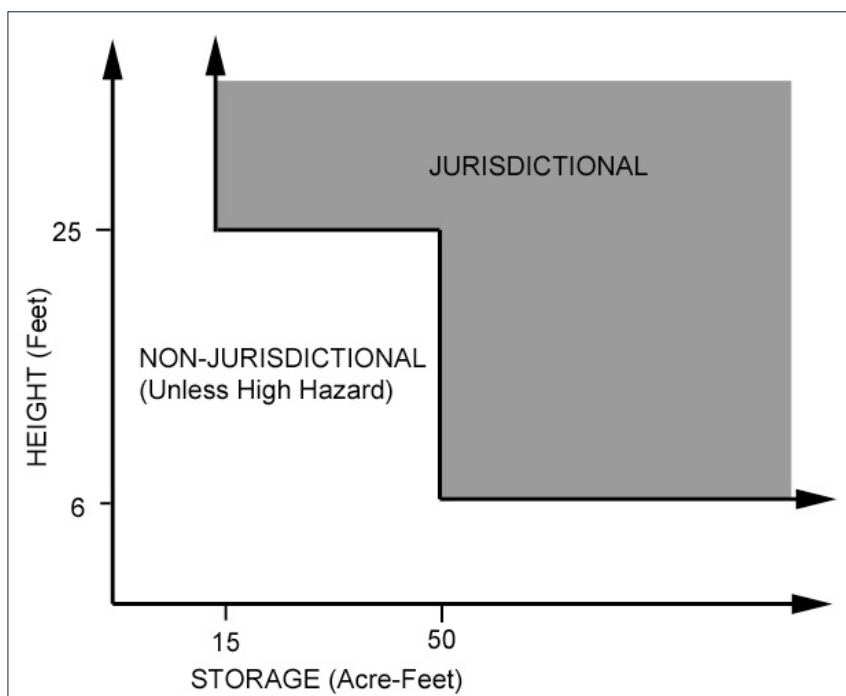 JURISDICTIONAL
25
HEIGHT (Feet)
NON-JURISDICTIONAL
(Unless High Hazard)
6
15
50
STORAGE (Acre-Feet)